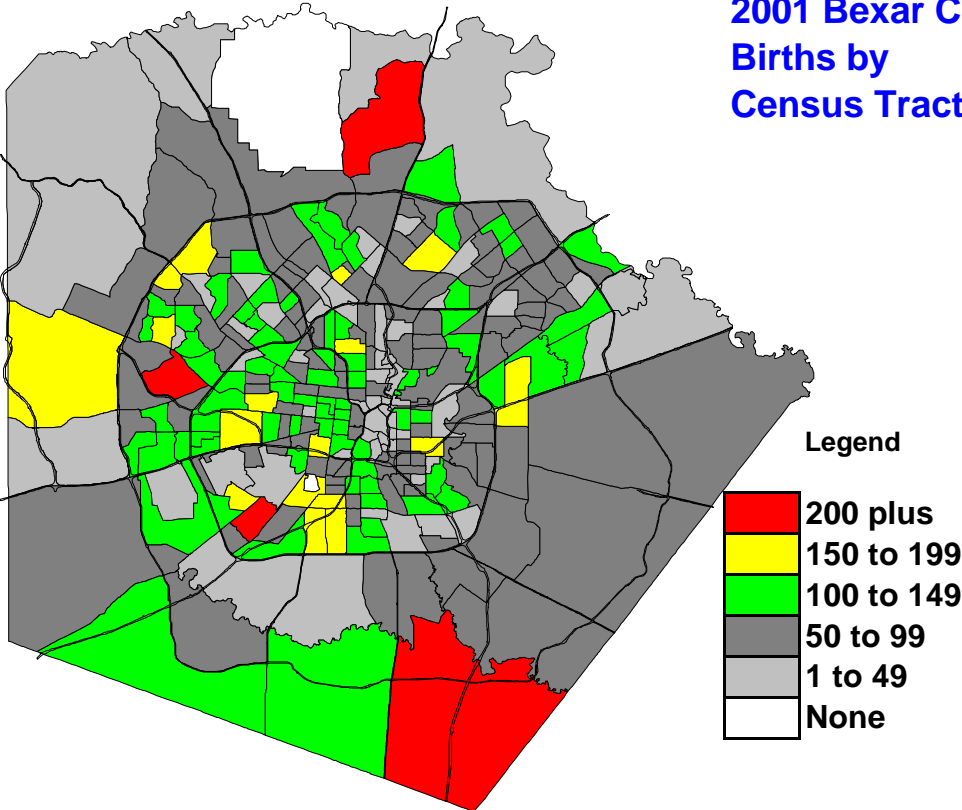 2001 Bexar C
Births by
Census Tract
Legend
200 plus
150 to 199
100 to 149
50 to 99
1 to 49
None